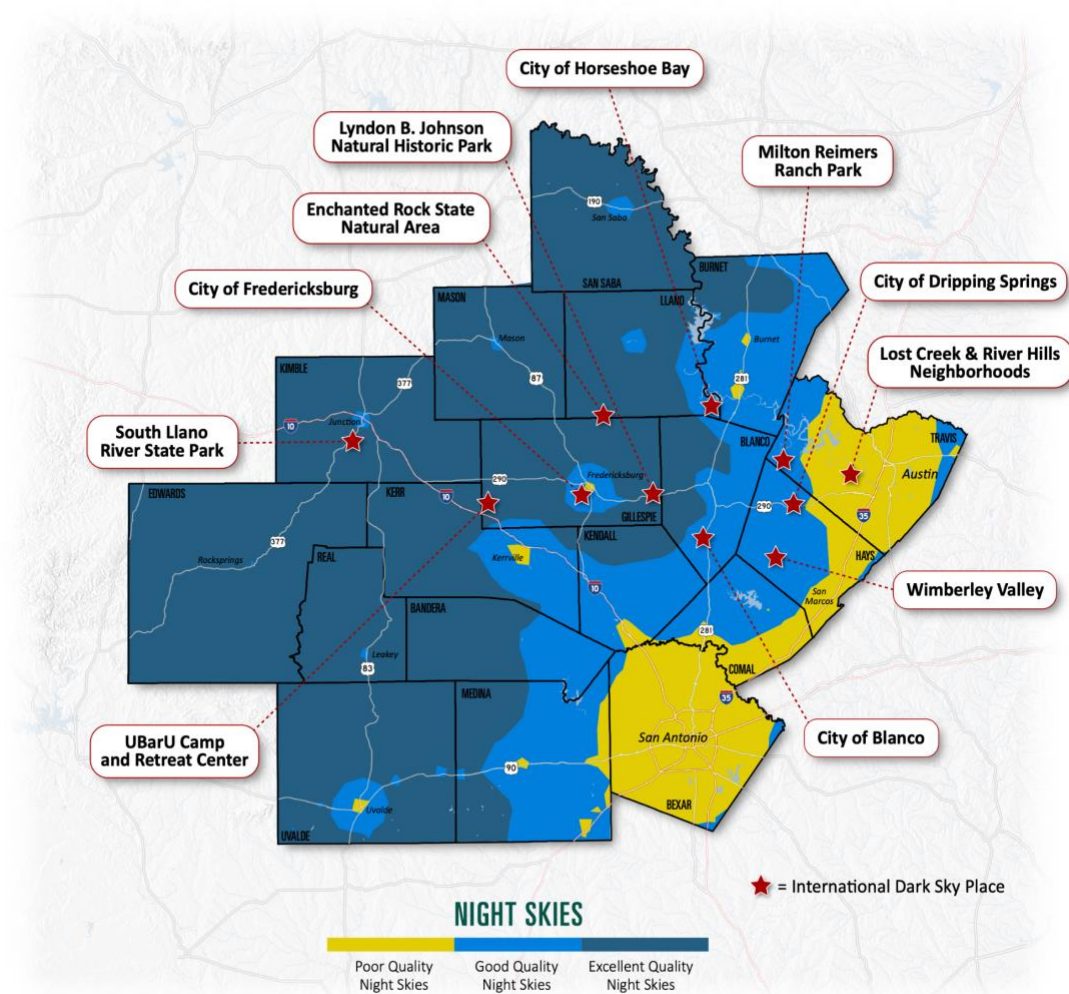 City of Horseshoe Bay
Lyndon B. Johnson
Natural Historic Park
Milton Reimers
Ranch Park
Enchanted Rock State
Natural Area
City of Fredericksburg
City of Dripping Springs
Lost Creek & River Hills
Neighborhoods
South Llano
River State Park
Wimberley Valley
UBarU Camp
and Retreat Center
City of Blanco
190
San Saba
SAN SABA
BURNET
MASON
LLANO
Mason
Burnet
KIMBLE
377
87
281
10
Junction
BLANCO
TRAVIS
Austin
EDWARDS
KERR
290
10
Fredericksburg
GILLESPIE
290
35
377
Rocksprings
REAL
Kerrville
KENDALL
HAYS
San
Marcos
BANDERA
10
281
Leakey
83
COMAL
MEDINA
35
San Antonio
90
Uvalde
UVALDE
BEXAR
= International Dark Sky Place
NIGHT SKIES
Poor Quality
Night Skies
Good Quality
Night Skies
Excellent Quality
Night Skies